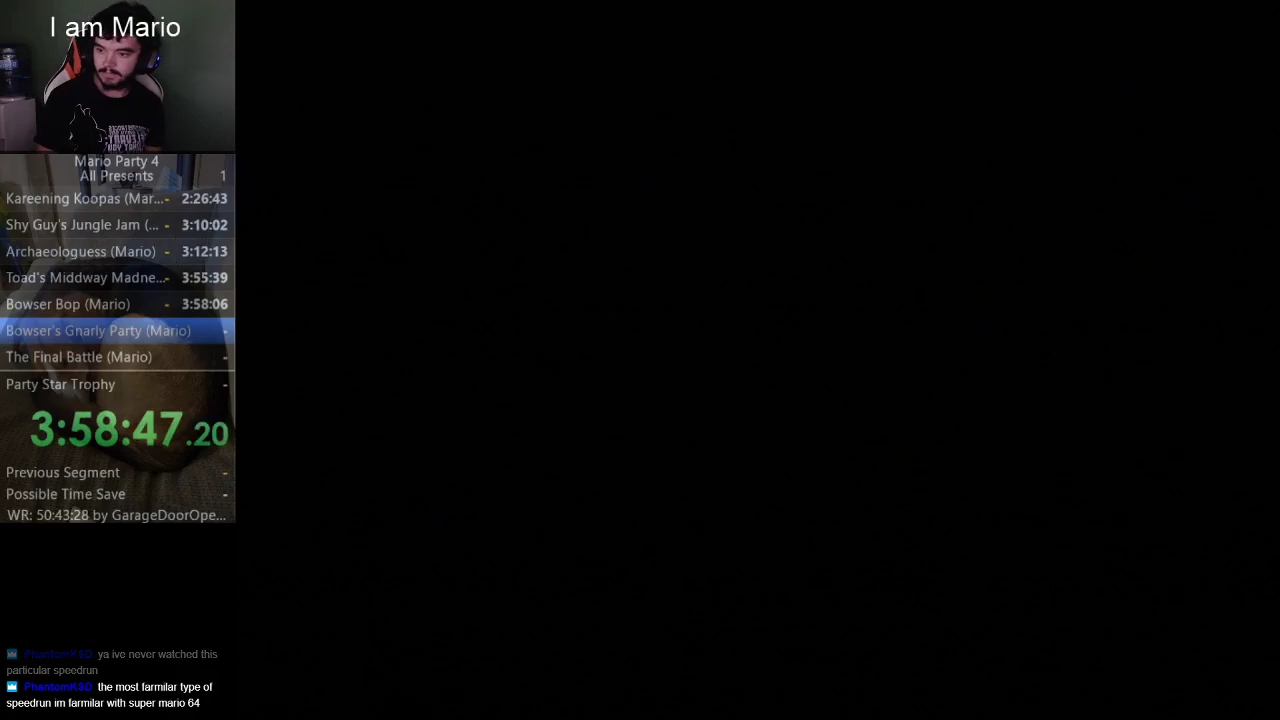 I am Mario
Mario Party 4
All Presents 1
Kareening Koopas (Mar... - 2:26:43
Shy Guy's Jungle Jam (... - 3:10:02
Archaeologuess (Mario) - 3:12:13
Toad's Middway Madne... - 3:55:39
Bowser Bop (Mario) - 3:58:06
Bowser's Gnarly Party (Mario) -
The Final Battle (Mario) -
Party Star Trophy -
3:58:47.20
Previous Segment -
Possible Time Save -
WR: 50:43:28 by GarageDoorOpe...
PhantomK3D ya ive never watched this
particular speedrun
PhantomK3D the most farmilar type of
speedrun im farmilar with super mario 64